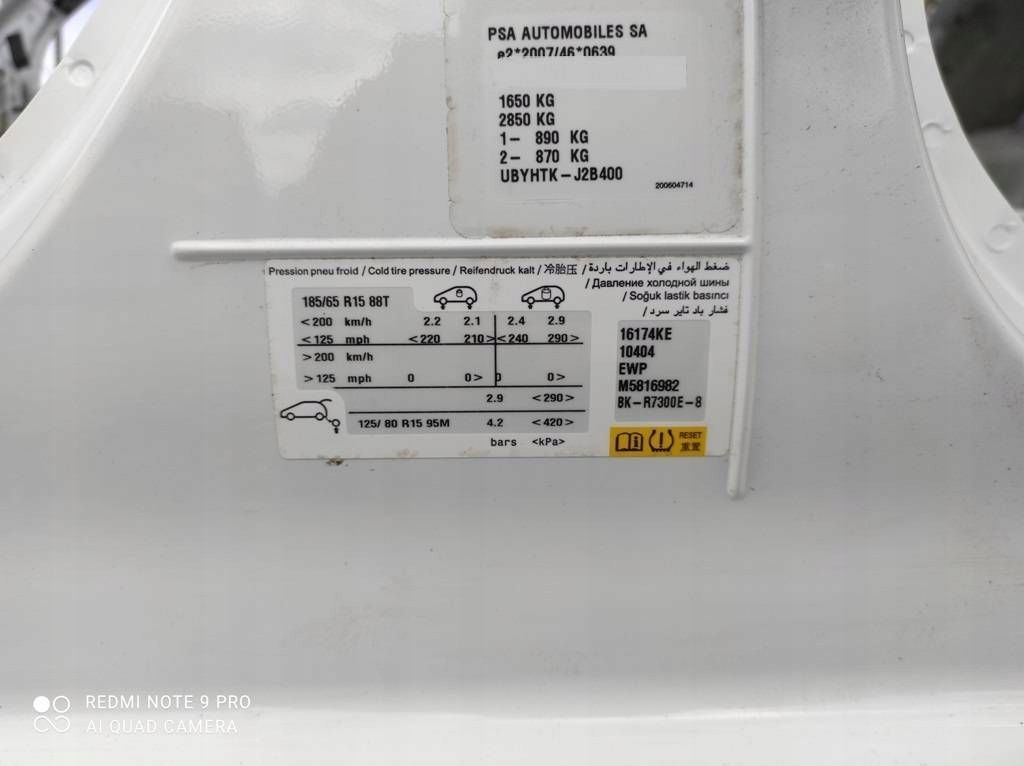 PSA AUTOMOBILES SA
e2*2007/46*0639
1650 KG
2850 KG
1- 890 KG
2- 870 KG
UBYHTK-J2B400
200604714
Pression pneu froid / Cold tire pressure / Reifendruck kalt / 冷胎压 / ضغط الهواء في الإطارات باردة
/ Давление холодной шины
/ Soğuk lastik basıncı
/ فشار باد تایر سرد
185/65 R15 88T
<200 km/h 2.2 2.1 2.4 2.9
<125 mph <220 210> <240 290>
>200 km/h
>125 mph 0 0> 0 0>
2.9 <290>
125/80 R15 95M 4.2 <420>
bars <kPa>
16174KE
10404
EWP
M5816982
BK-R7300E-8
RESET
重置
REDMI NOTE 9 PRO
AI QUAD CAMERA